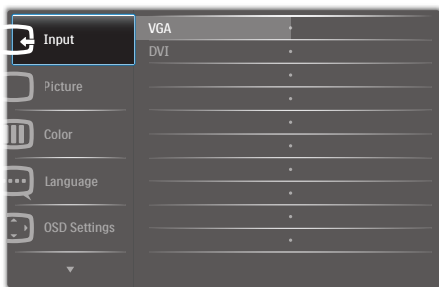 Input
Picture
Color
Language
OSD Settings
VGA
DVI